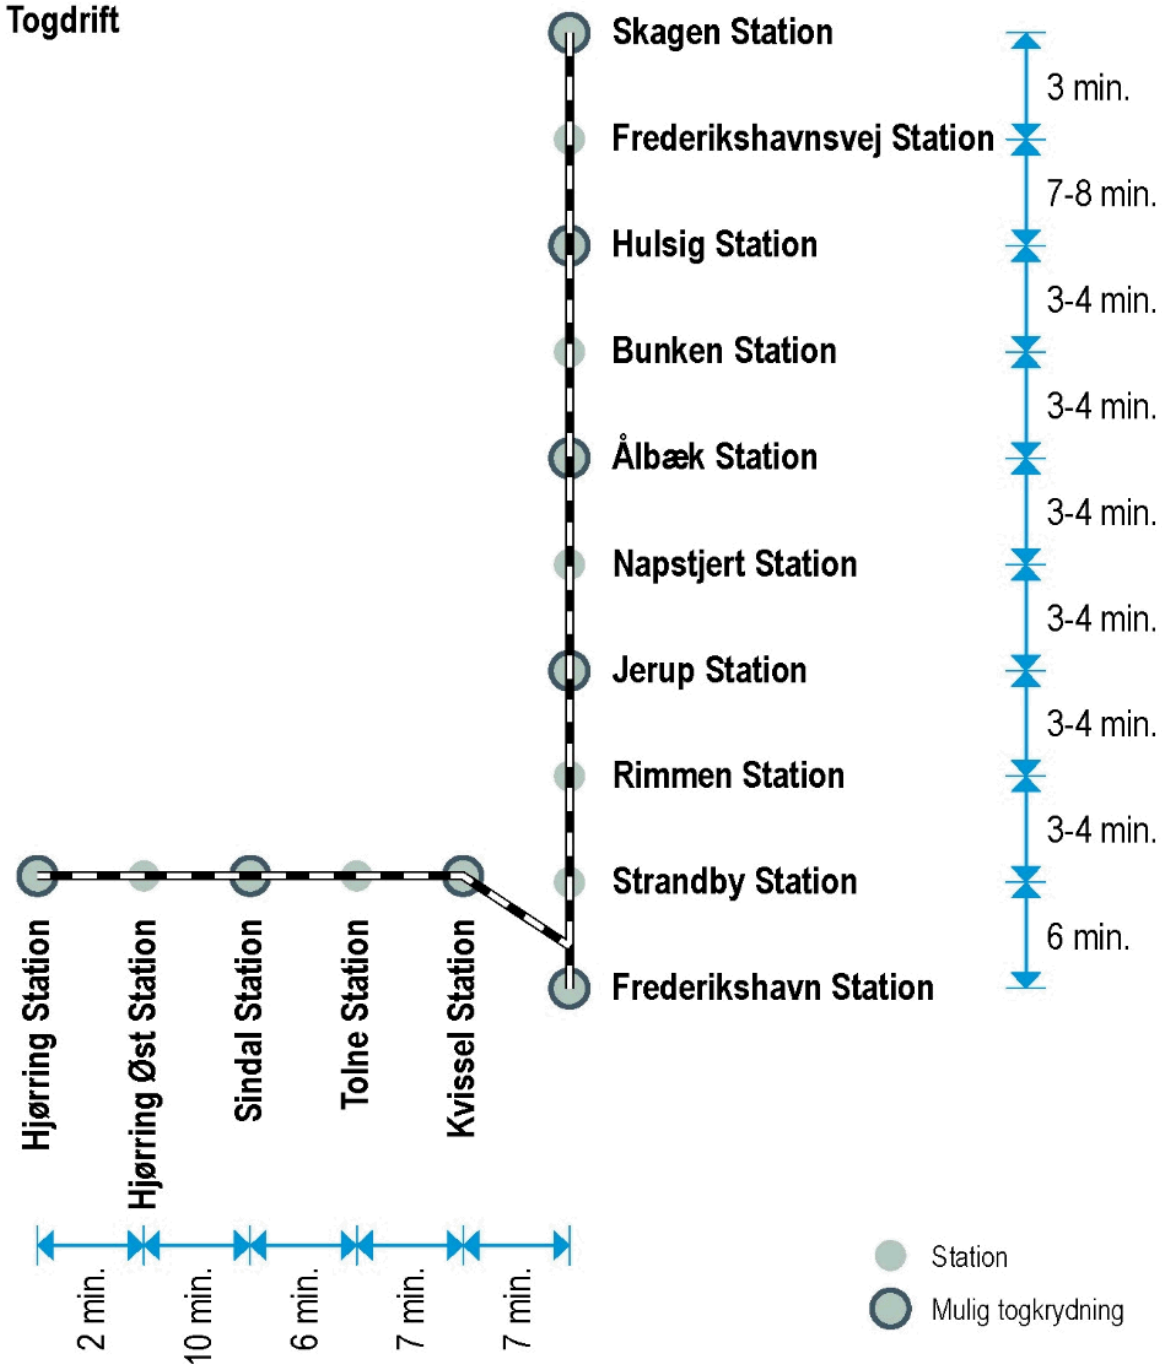 Togdrift
Skagen Station
3 min.
Frederikshavnsvej Station
7-8 min.
Hulsig Station
3-4 min.
Bunken Station
3-4 min.
Ålbæk Station
3-4 min.
Napstjert Station
3-4 min.
Jerup Station
3-4 min.
Rimmen Station
3-4 min.
Strandby Station
6 min.
Frederikshavn Station
Hjørring Station
Hjørring Øst Station
Sindal Station
Tolne Station
Kvissel Station
2 min.
10 min.
6 min.
7 min.
7 min.
Station
Mulig togkrydning